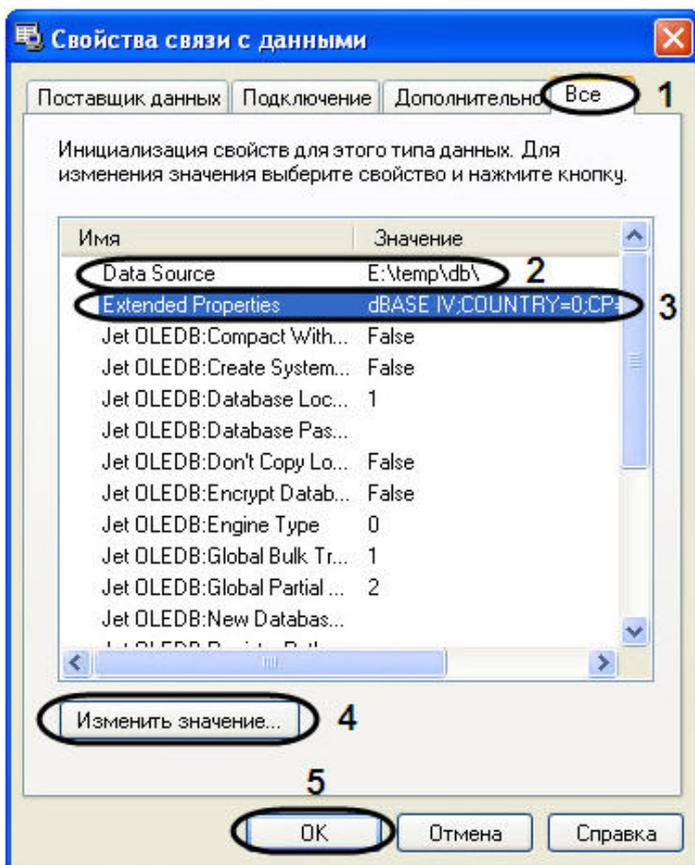 Свойства связи с данными
Поставщик данных Подключение Дополнительно Все 1
Инициализация свойств для этого типа данных. Для
изменения значения выберите свойство и нажмите кнопку.
Имя Значение
Data Source E:\temp\db\ 2
Extended Properties dBASE IV;COUNTRY=0;CP= 3
Jet OLEDB:Compact With... False
Jet OLEDB:Create System... False
Jet OLEDB:Database Loc... 1
Jet OLEDB:Database Pas...
Jet OLEDB:Don't Copy Lo... False
Jet OLEDB:Encrypt Datab... False
Jet OLEDB:Engine Type 0
Jet OLEDB:Global Bulk Tr... 1
Jet OLEDB:Global Partial ... 2
Jet OLEDB:New Databas...
Изменить значение... 4
5
OK Отмена Справка